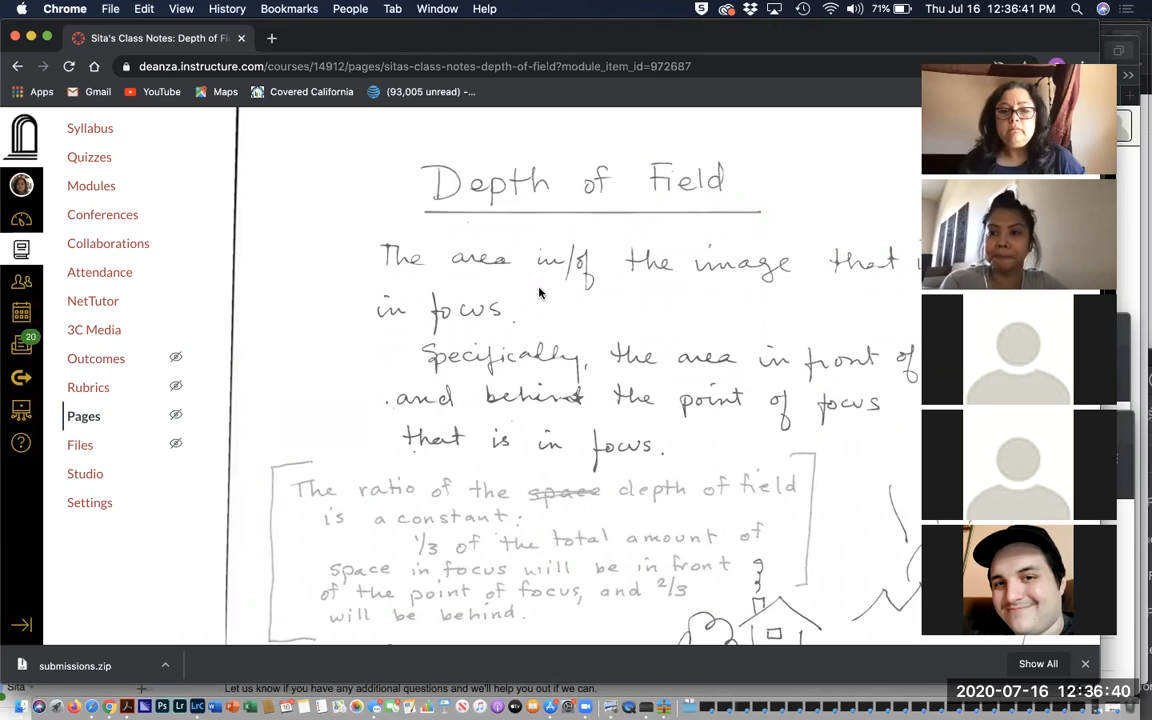 Chrome File Edit View History Bookmarks People Tab Window Help 71% Thu Jul 16 12:36:41 PM
Sita's Class Notes: Depth of Fi
deanza.instructure.com/courses/14912/pages/sitas-class-notes-depth-of-field?module_item_id=972687
Apps Gmail YouTube Maps Covered California (93,005 unread) -...
Syllabus
Quizzes
Modules
Conferences
Collaborations
Attendance
NetTutor
3C Media
Outcomes
Rubrics
Pages
Files
Studio
Settings
20
Depth of Field
The area in/of the image that i
in focus.
Specifically, the area in front of
and behind the point of focus
that is in focus.
The ratio of the space depth of field
is a constant:
1/3 of the total amount of
space in focus will be in front
of the point of focus, and 2/3
will be behind.
submissions.zip
Show All
Sita
Let us know if you have any additional questions and we'll help you out if we can.
2020-07-16 12:36:40